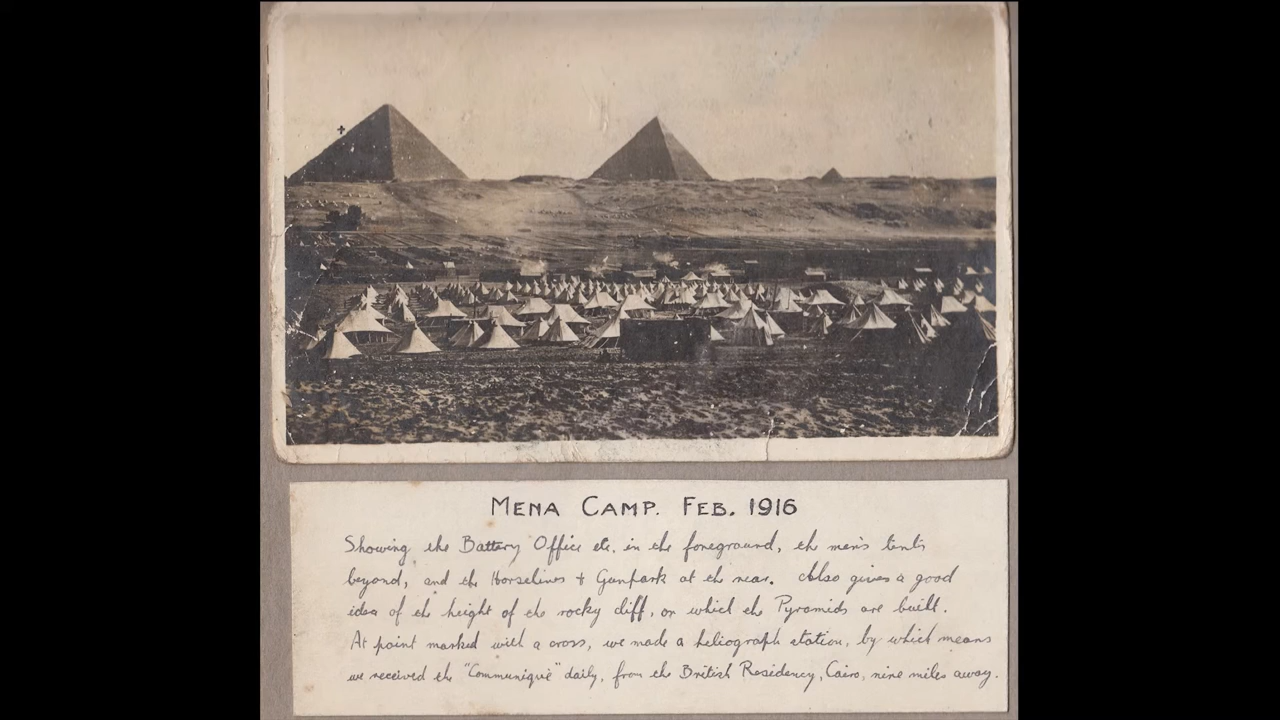 MENA CAMP. FEB. 1916
Showing the Battery Office etc. in the foreground, the men's tents
beyond, and the Horselines & Gunpark at the rear. Also gives a good
idea of the height of the rocky cliff, on which the Pyramids are built.
At point marked with a cross, we made a heliograph station, by which means
we received the "Communiqué" daily, from the British Residency, Cairo, nine miles away.